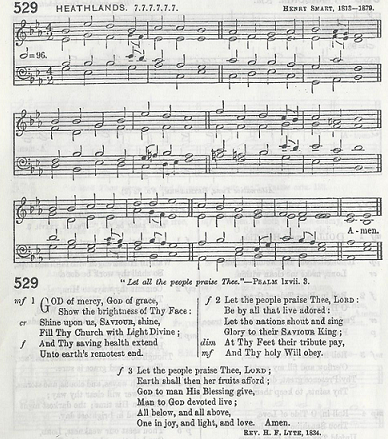 529 HEATHLANDS. 7.7.7.7.7.7. HENRY SMART, 1813—1879.
=96.
A-men.
529 "Let all the people praise Thee."—PSALM lxvii. 3.
mf 1 GOD of mercy, GOD of grace,
Show the brightness of Thy Face:
cr Shine upon us, SAVIOUR, shine,
Fill Thy Church with Light Divine;
f And Thy saving health extend
Unto earth's remotest end.
f 2 Let the people praise Thee, LORD:
Be by all that live adored:
Let the nations shout and sing
Glory to their SAVIOUR King;
dim At Thy Feet their tribute pay,
mf And Thy holy Will obey.
f 3 Let the people praise Thee, LORD;
Earth shall then her fruits afford;
GOD to man His Blessing give,
Man to GOD devoted live;
All below, and all above,
One in joy, and light, and love. Amen.
REV. H. F. LYTE, 1834.